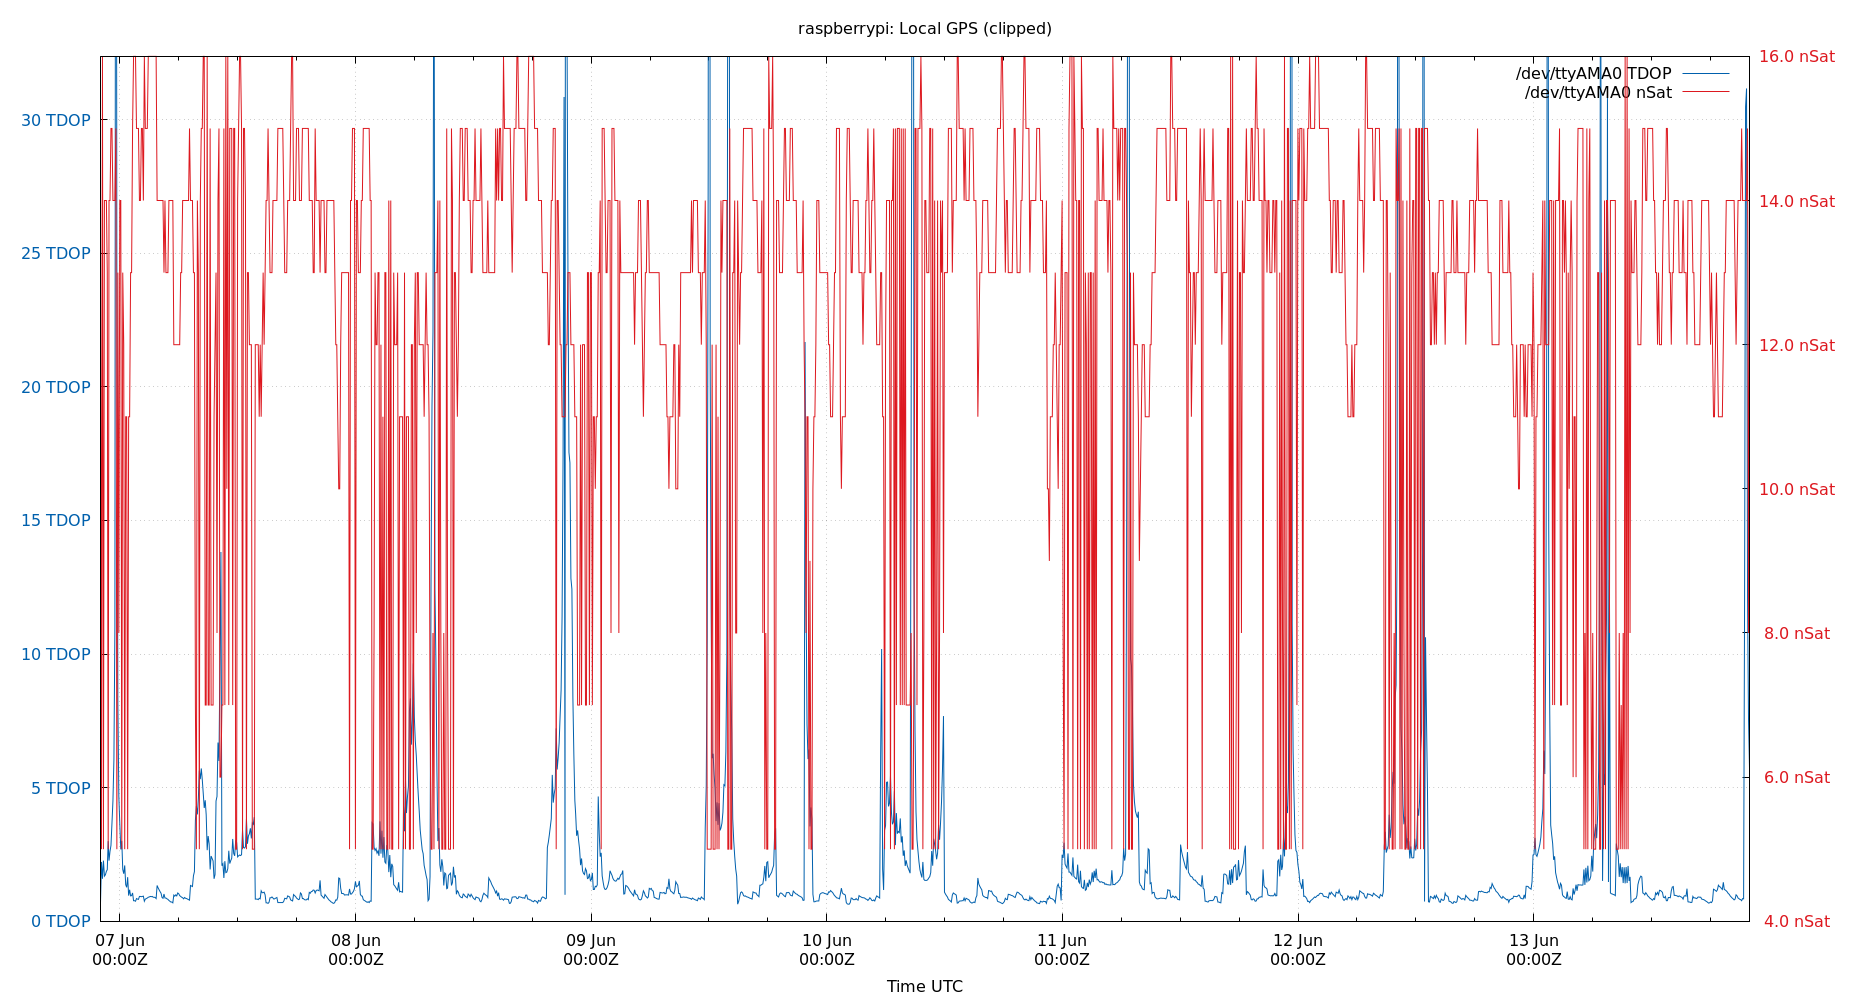 raspberrypi: Local GPS (clipped)
16.0 nSat
/dev/ttyAMA0 TDOP
/dev/ttyAMA0 nSat
30 TDOP
14.0 nSat
25 TDOP
12.0 nSat
20 TDOP
10.0 nSat
15 TDOP
8.0 nSat
10 TDOP
6.0 nSat
5 TDOP
0 TDOP
4.0 nSat
07 Jun 08 Jun 09 Jun 10 Jun 11 Jun 12 Jun 13 Jun
00:00Z 00:00Z 00:00Z 00:00Z 00:00Z 00:00Z 00:00Z
Time UTC